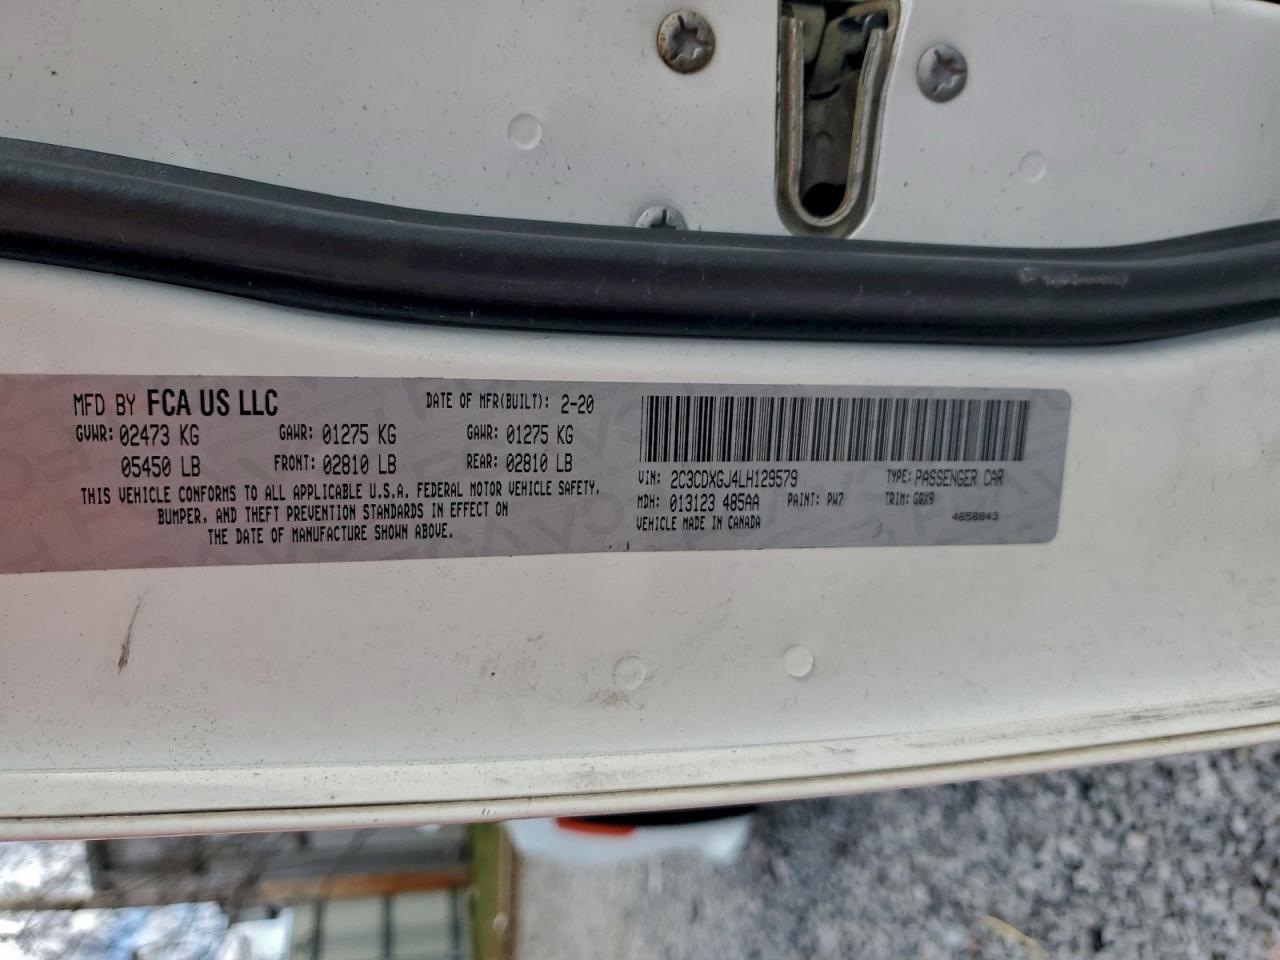 MFD BY FCA US LLC DATE OF MFR(BUILT): 2-20
GVWR: 02473 KG GAWR: 01275 KG GAWR: 01275 KG
05450 LB FRONT: 02810 LB REAR: 02810 LB
THIS VEHICLE CONFORMS TO ALL APPLICABLE U.S.A. FEDERAL MOTOR VEHICLE SAFETY,
BUMPER, AND THEFT PREVENTION STANDARDS IN EFFECT ON
THE DATE OF MANUFACTURE SHOWN ABOVE.
VIN: 2C3CDXGJ4LH129579 TYPE: PASSENGER CAR
MDH: 013123 485AA PAINT: PW7 TRIM: GRX9
VEHICLE MADE IN CANADA 4658843